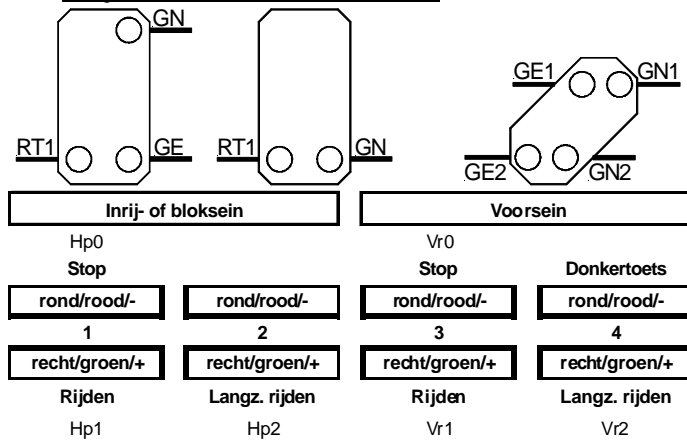 GN
GE1 GN1
RT1 GE RT1 GN
GE2 GN2
Inrij- of bloksein Voorsein
Hp0 Vr0
Stop Stop Donkertoets
rond/rood/- rond/rood/- rond/rood/- rond/rood/-
1 2 3 4
recht/groen/+ recht/groen/+ recht/groen/+ recht/groen/+
Rijden Langz. rijden Rijden Langz. rijden
Hp1 Hp2 Vr1 Vr2